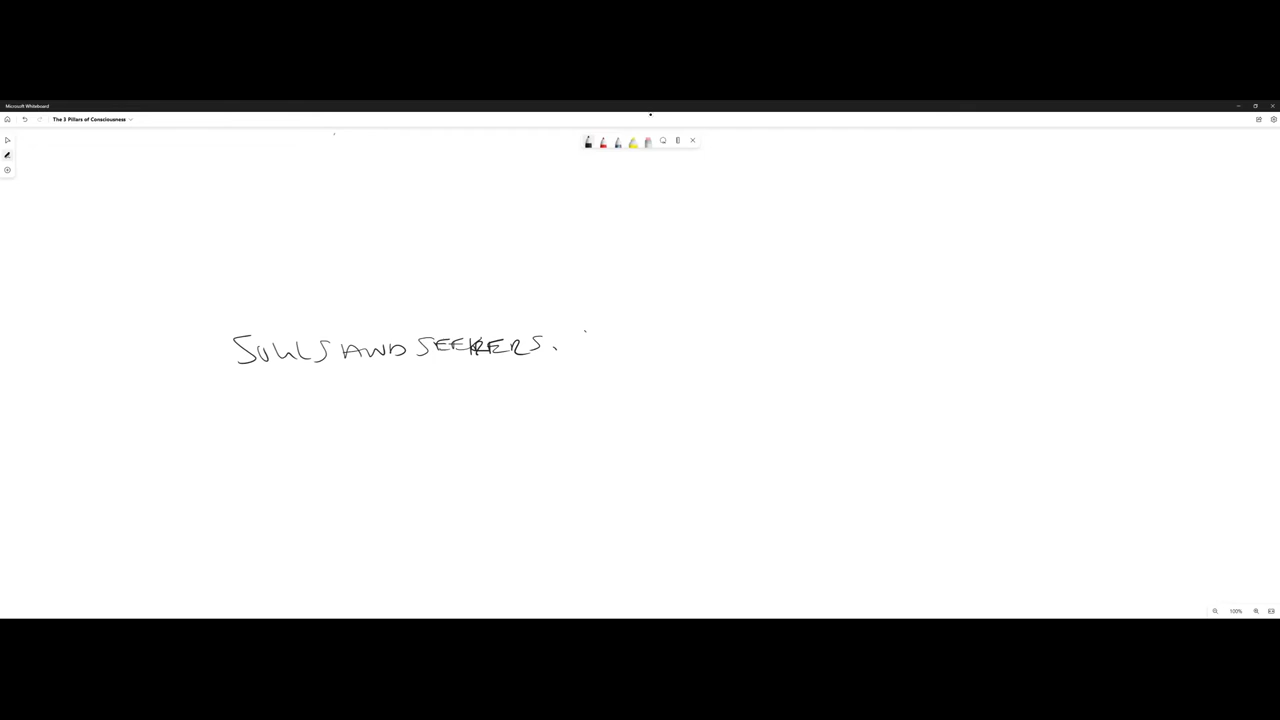 Microsoft Whiteboard
The 3 Pillars of Consciousness
SOULS AND SEEKERS.
100%